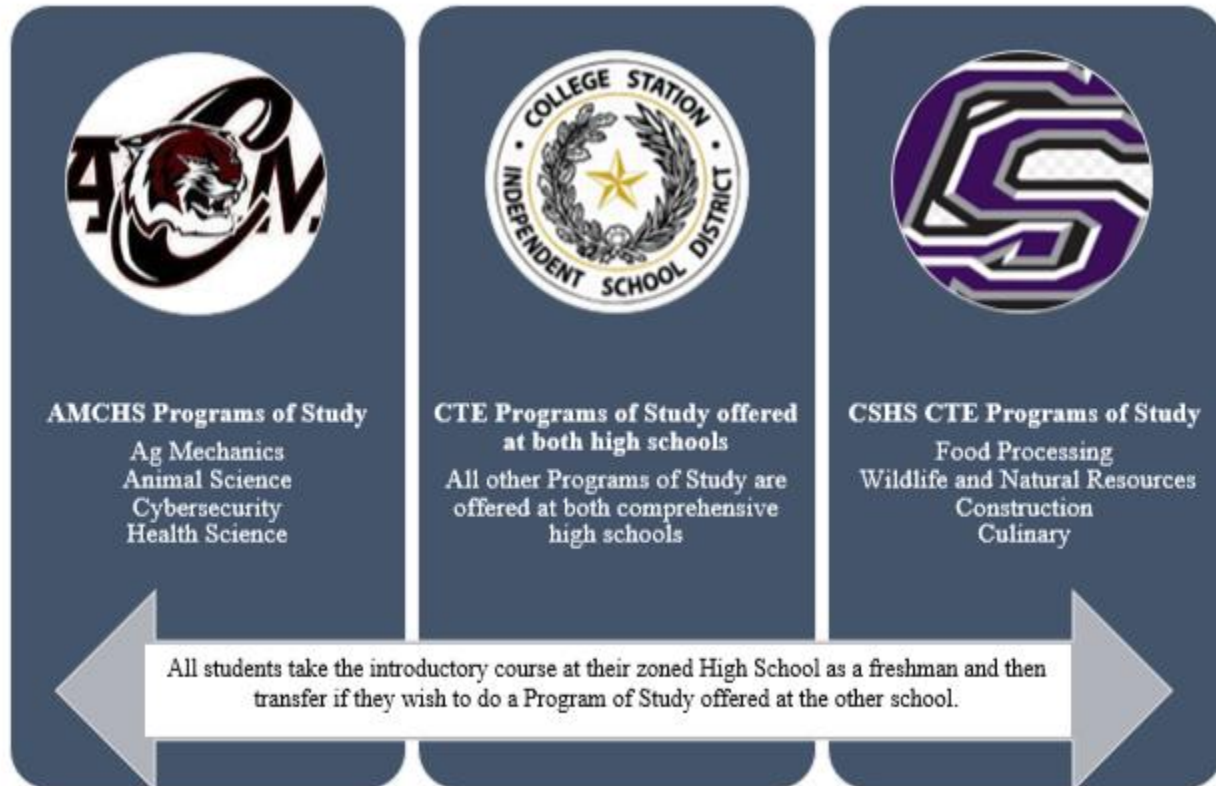 ACM
COLLEGE STATION
INDEPENDENT SCHOOL DISTRICT
CS
AMCHS Programs of Study
Ag Mechanics
Animal Science
Cybersecurity
Health Science
CTE Programs of Study offered
at both high schools
All other Programs of Study are
offered at both comprehensive
high schools
CSHS CTE Programs of Study
Food Processing
Wildlife and Natural Resources
Construction
Culinary
All students take the introductory course at their zoned High School as a freshman and then
transfer if they wish to do a Program of Study offered at the other school.